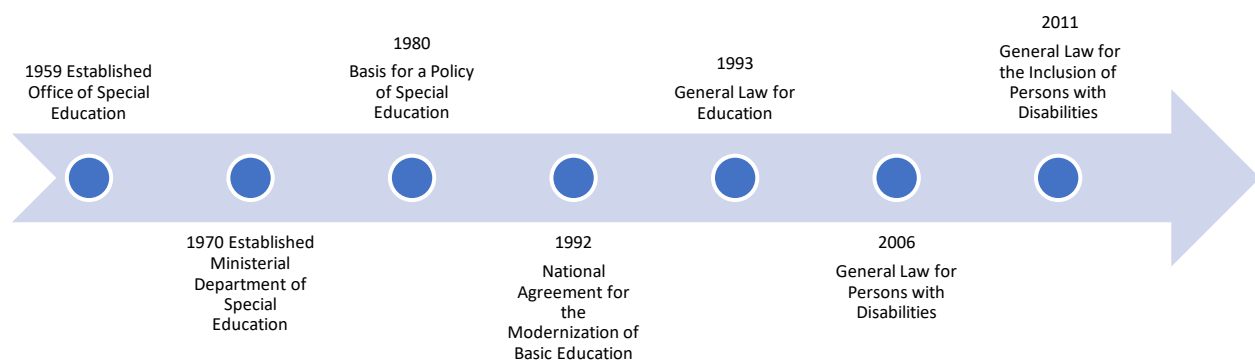 1959 Established
Office of Special
Education
1970 Established
Ministerial
Department of
Special
Education
1980
Basis for a Policy
of Special
Education
1992
National
Agreement for
the
Modernization of
Basic Education
1993
General Law for
Education
2006
General Law for
Persons with
Disabilities
2011
General Law for
the Inclusion of
Persons with
Disabilities